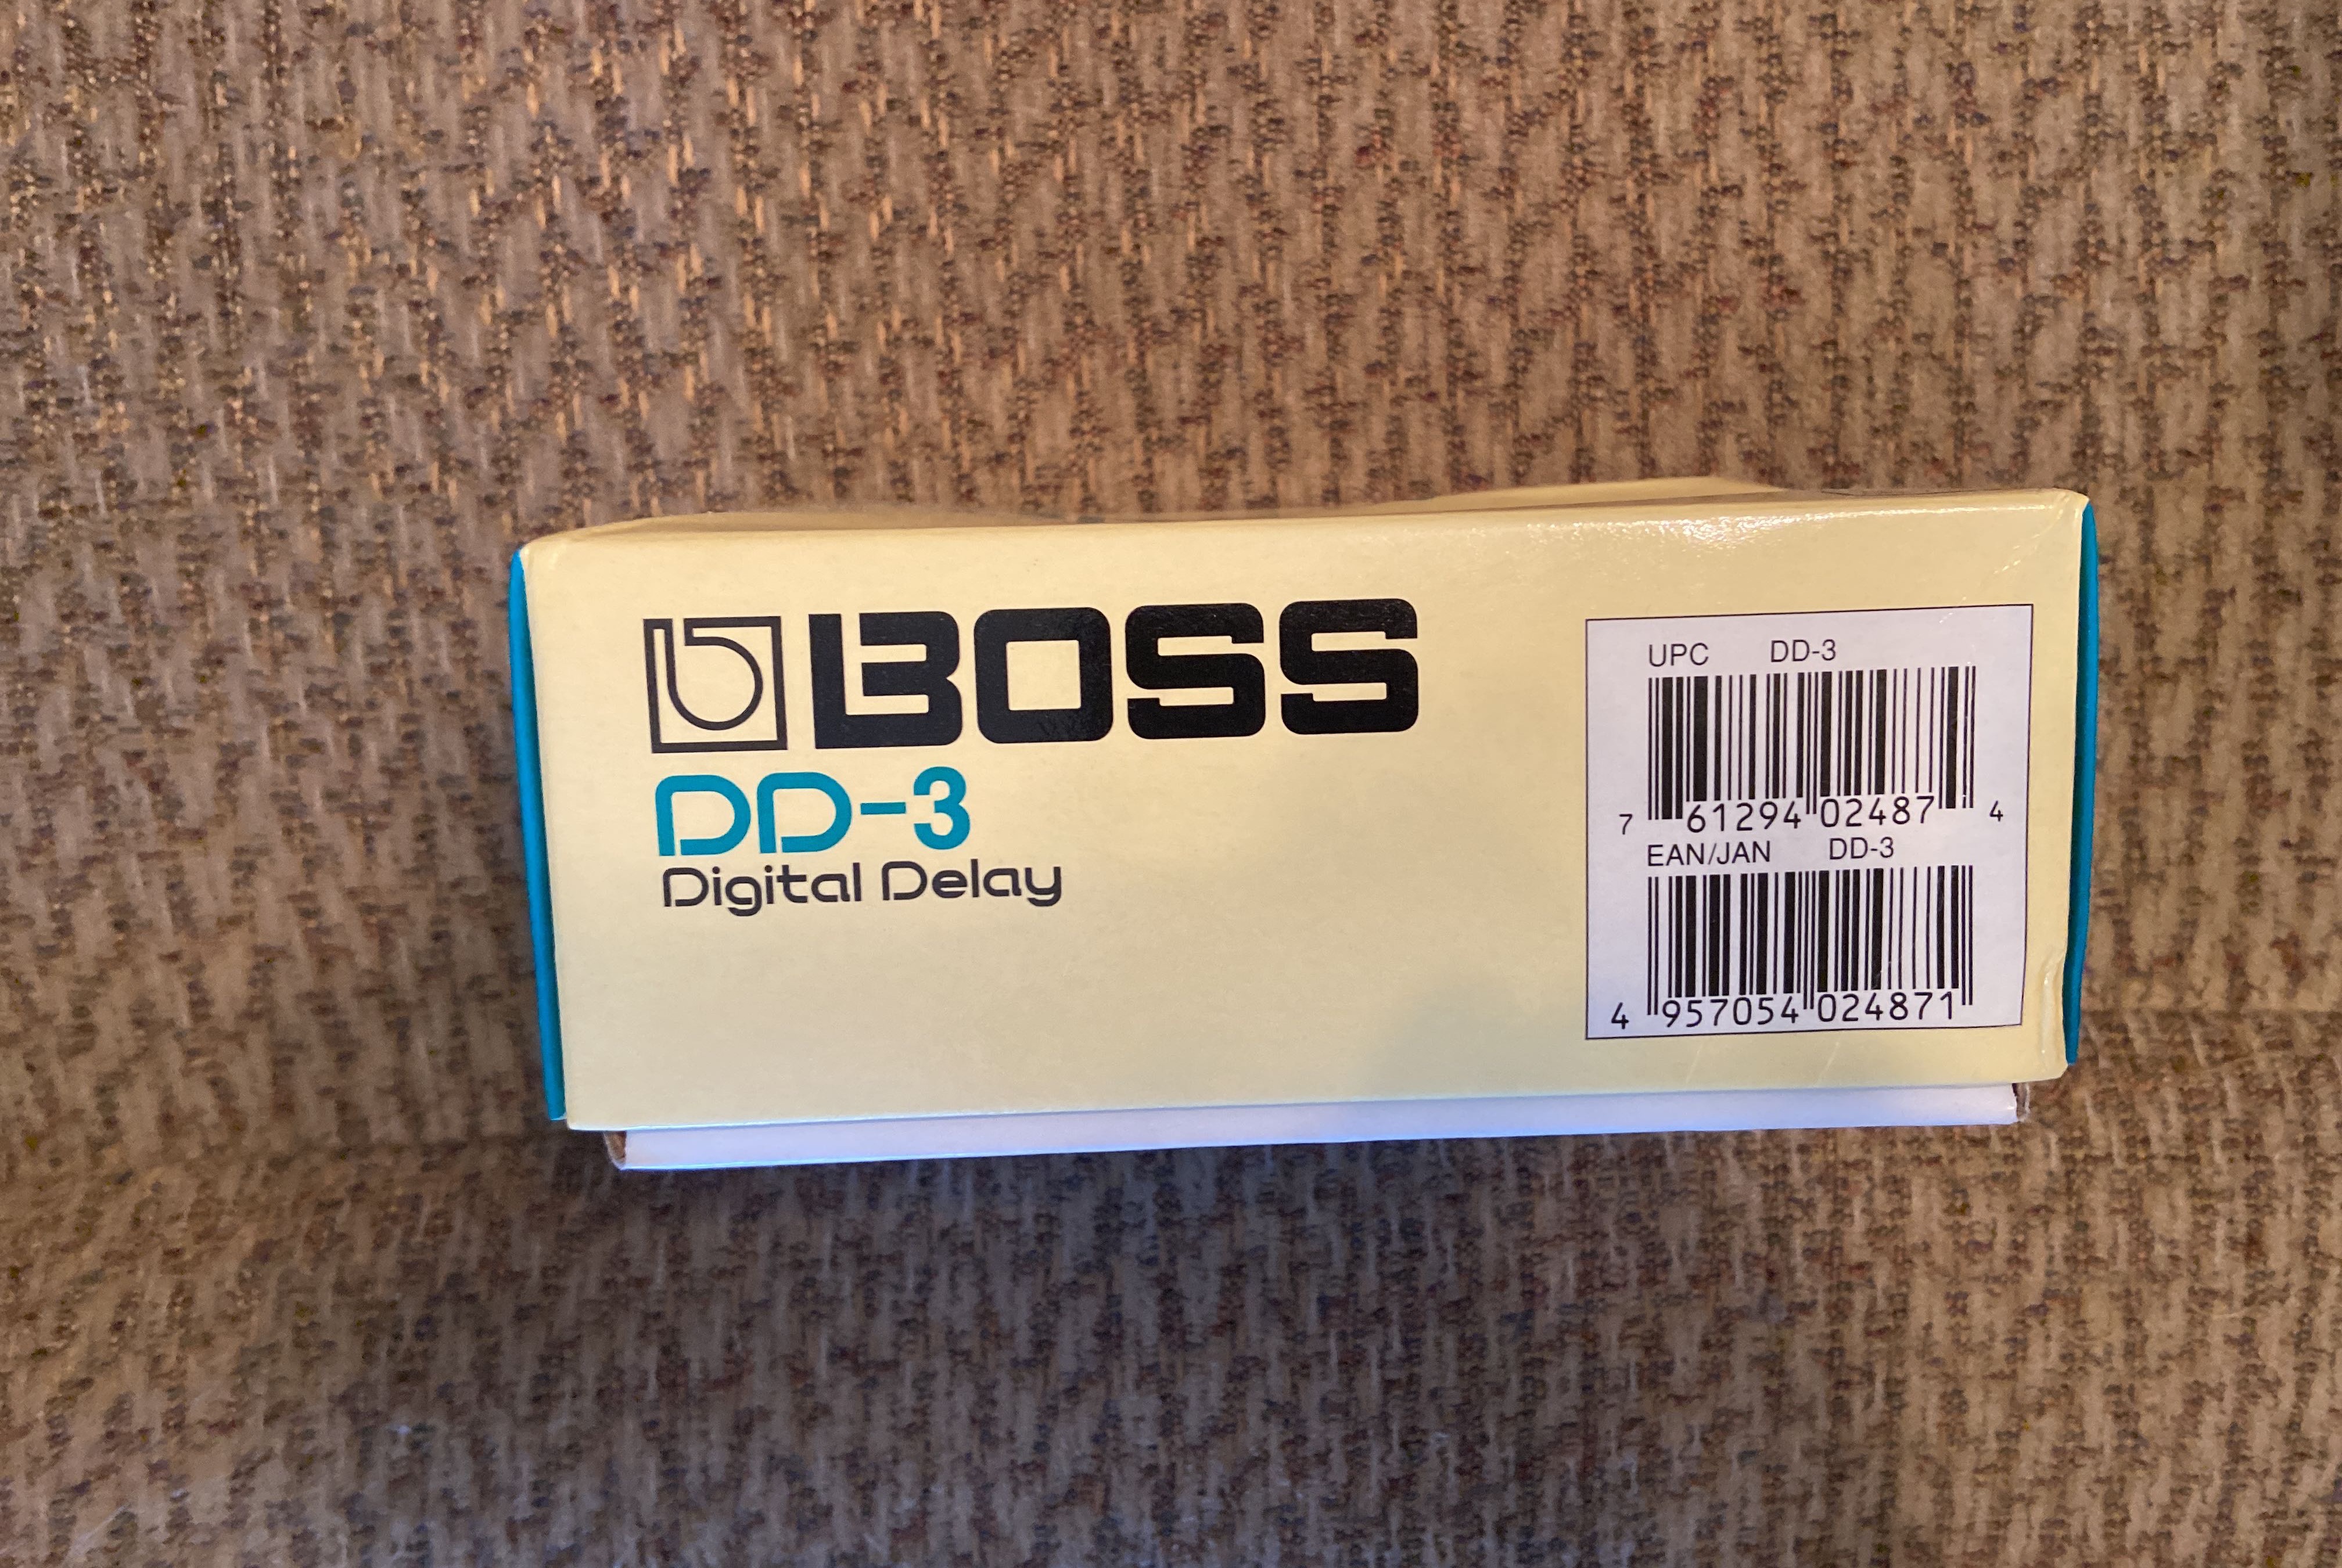 BOSS
DD-3
Digital Delay
UPC DD-3
7 61294 02487 4
EAN/JAN DD-3
4 957054 024871